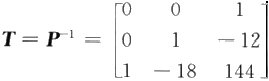 T = P⁻¹ = [0 0 1
0 1 −12
1 −18 144]